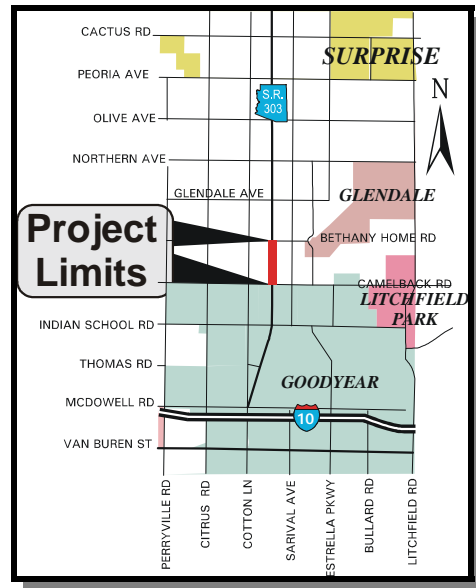 CACTUS RD
SURPRISE
PEORIA AVE
N
S.R.
303
OLIVE AVE
NORTHERN AVE
GLENDALE AVE
GLENDALE
Project
Limits
BETHANY HOME RD
CAMELBACK RD
LITCHFIELD
PARK
INDIAN SCHOOL RD
THOMAS RD
GOODYEAR
MCDOWELL RD
10
VAN BUREN ST
PERRYVILLE RD
CITRUS RD
COTTON LN
SARIVAL AVE
ESTRELLA PKWY
BULLARD RD
LITCHFIELD RD